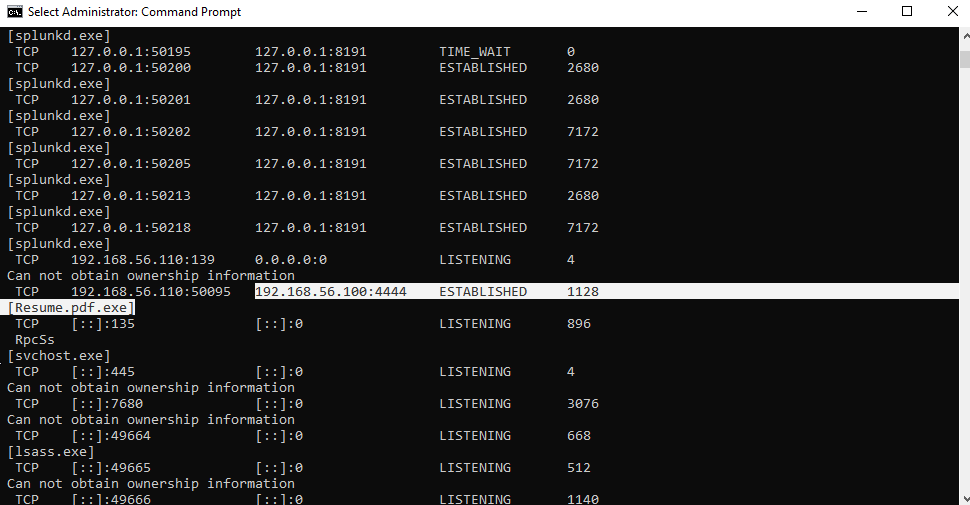 Select Administrator: Command Prompt
[splunkd.exe]
TCP 127.0.0.1:50195 127.0.0.1:8191 TIME_WAIT 0
TCP 127.0.0.1:50200 127.0.0.1:8191 ESTABLISHED 2680
[splunkd.exe]
TCP 127.0.0.1:50201 127.0.0.1:8191 ESTABLISHED 2680
[splunkd.exe]
TCP 127.0.0.1:50202 127.0.0.1:8191 ESTABLISHED 7172
[splunkd.exe]
TCP 127.0.0.1:50205 127.0.0.1:8191 ESTABLISHED 7172
[splunkd.exe]
TCP 127.0.0.1:50213 127.0.0.1:8191 ESTABLISHED 2680
[splunkd.exe]
TCP 127.0.0.1:50218 127.0.0.1:8191 ESTABLISHED 7172
[splunkd.exe]
TCP 192.168.56.110:139 0.0.0.0:0 LISTENING 4
Can not obtain ownership information
TCP 192.168.56.110:50095 192.168.56.100:4444 ESTABLISHED 1128
[Resume.pdf.exe]
TCP [::]:135 [::]:0 LISTENING 896
RpcSs
[svchost.exe]
TCP [::]:445 [::]:0 LISTENING 4
Can not obtain ownership information
TCP [::]:7680 [::]:0 LISTENING 3076
Can not obtain ownership information
TCP [::]:49664 [::]:0 LISTENING 668
[lsass.exe]
TCP [::]:49665 [::]:0 LISTENING 512
Can not obtain ownership information
TCP [::]:49666 [::]:0 LISTENING 1140